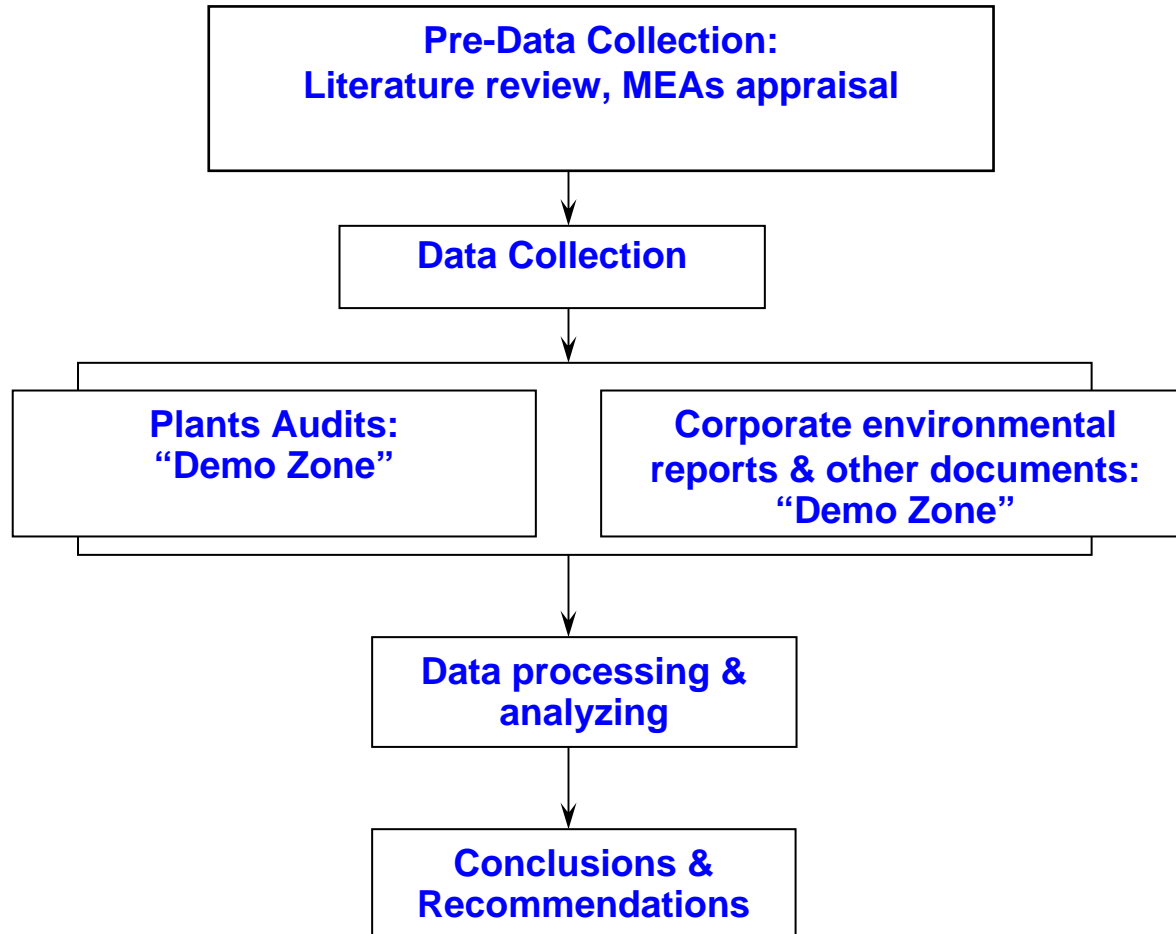 Pre-Data Collection:
Literature review, MEAs appraisal
Data Collection
Plants Audits:
“Demo Zone”
Corporate environmental
reports & other documents:
“Demo Zone”
Data processing &
analyzing
Conclusions &
Recommendations